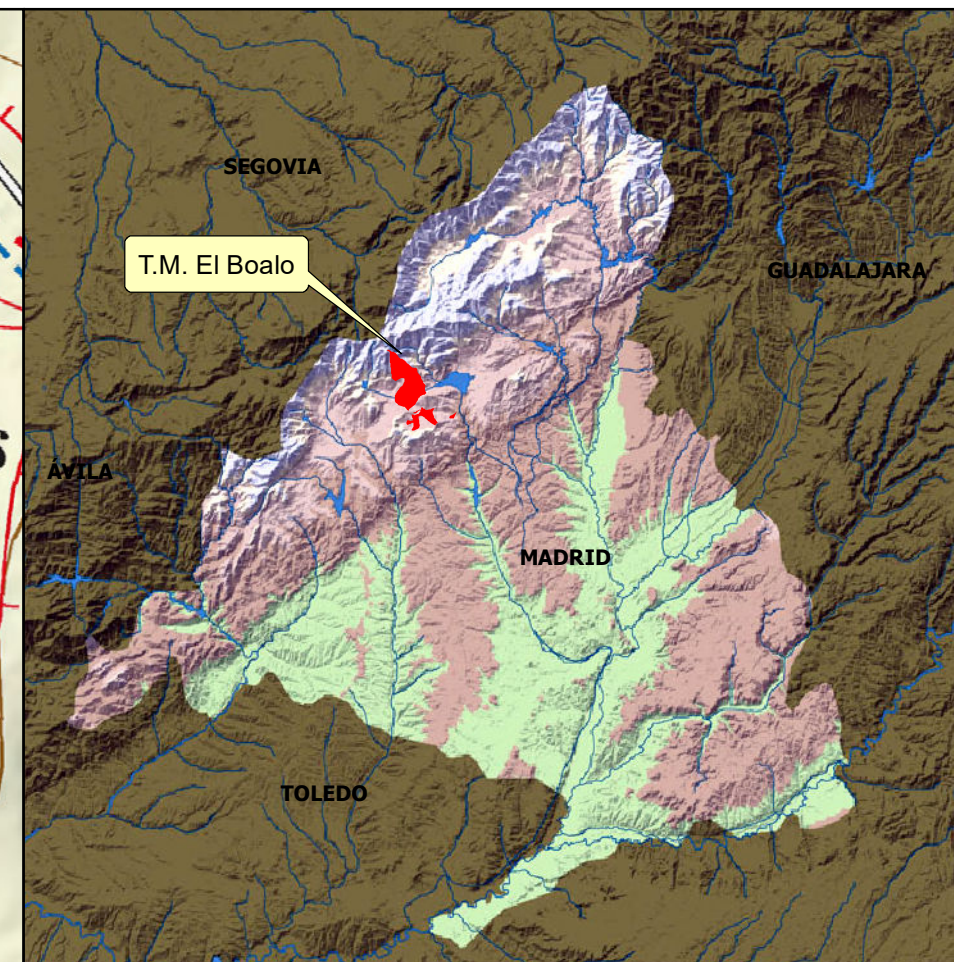 SEGOVIA
T.M. El Boalo
GUADALAJARA
ÁVILA
MADRID
TOLEDO